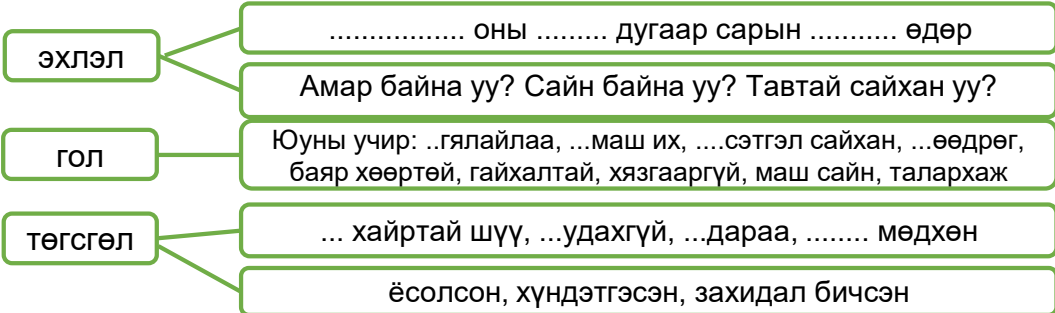 эхлэл
................. оны ......... дугаар сарын ........... өдөр
Амар байна уу? Сайн байна уу? Тавтай сайхан уу?
гол
Юуны учир: ..гялайлаа, ...маш их, ....сэтгэл сайхан, ...өөдрөг,
баяр хөөртөй, гайхалтай, хязгааргүй, маш сайн, талархаж
төгсгөл
... хайртай шүү, ...удахгүй, ...дараа, ........ мөдхөн
ёсолсон, хүндэтгэсэн, захидал бичсэн